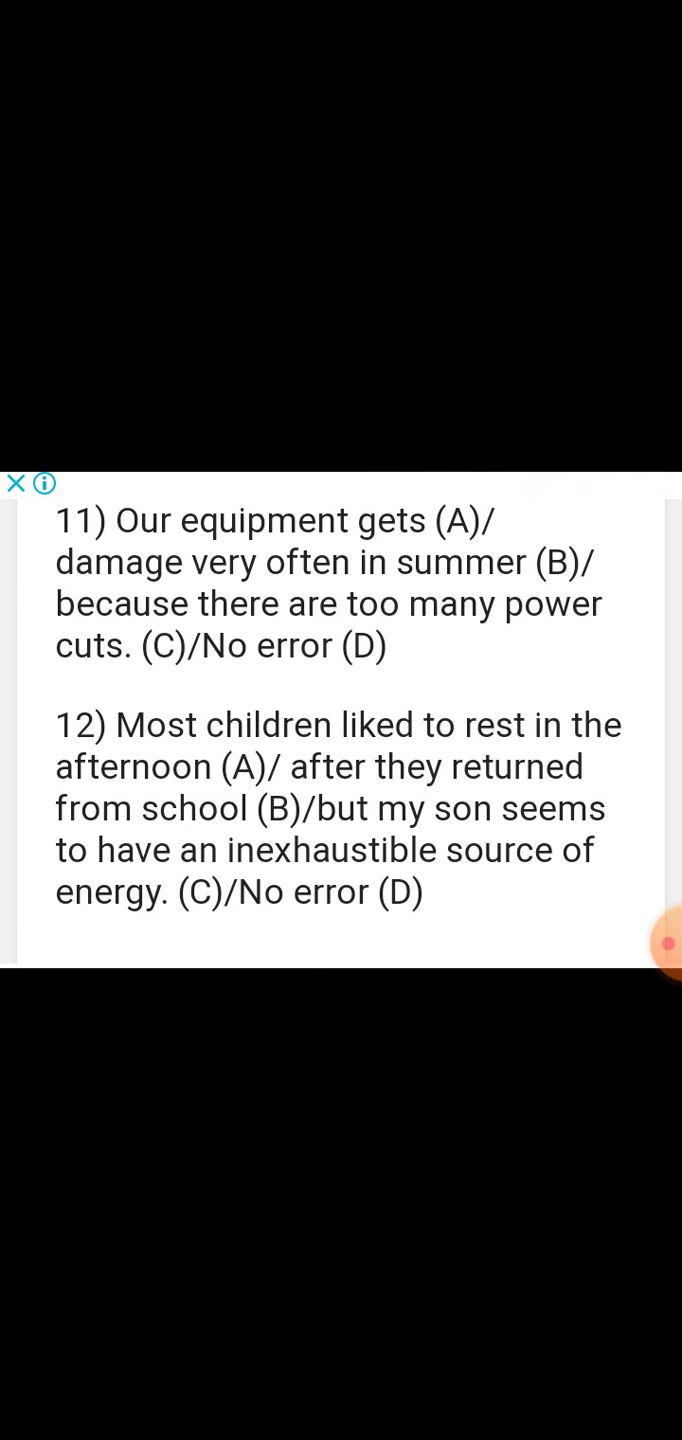 11) Our equipment gets (A)/
damage very often in summer (B)/
because there are too many power
cuts. (C)/No error (D)
12) Most children liked to rest in the
afternoon (A)/ after they returned
from school (B)/but my son seems
to have an inexhaustible source of
energy. (C)/No error (D)